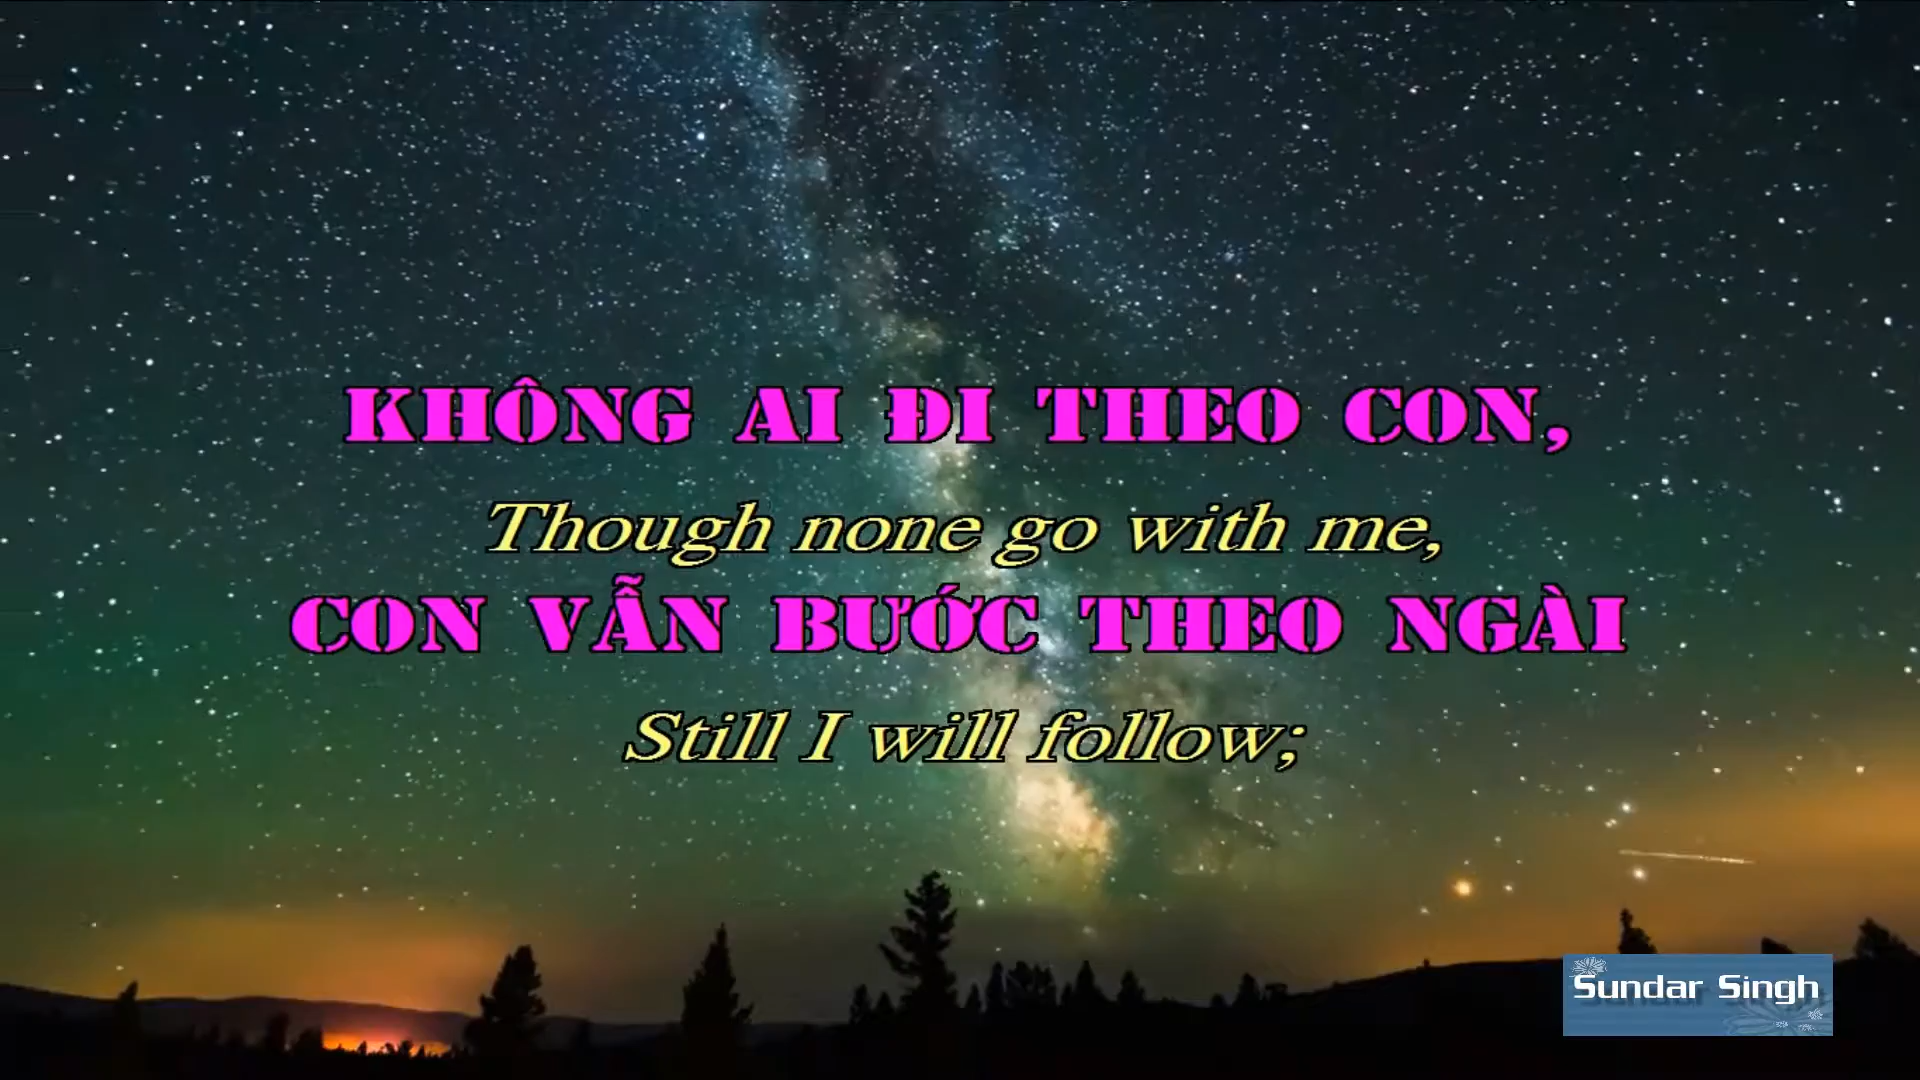 KHÔNG AI ĐI THEO CON,
Though none go with me,
CON VẪN BƯỚC THEO NGÀI
Still I will follow;
Sundar Singh